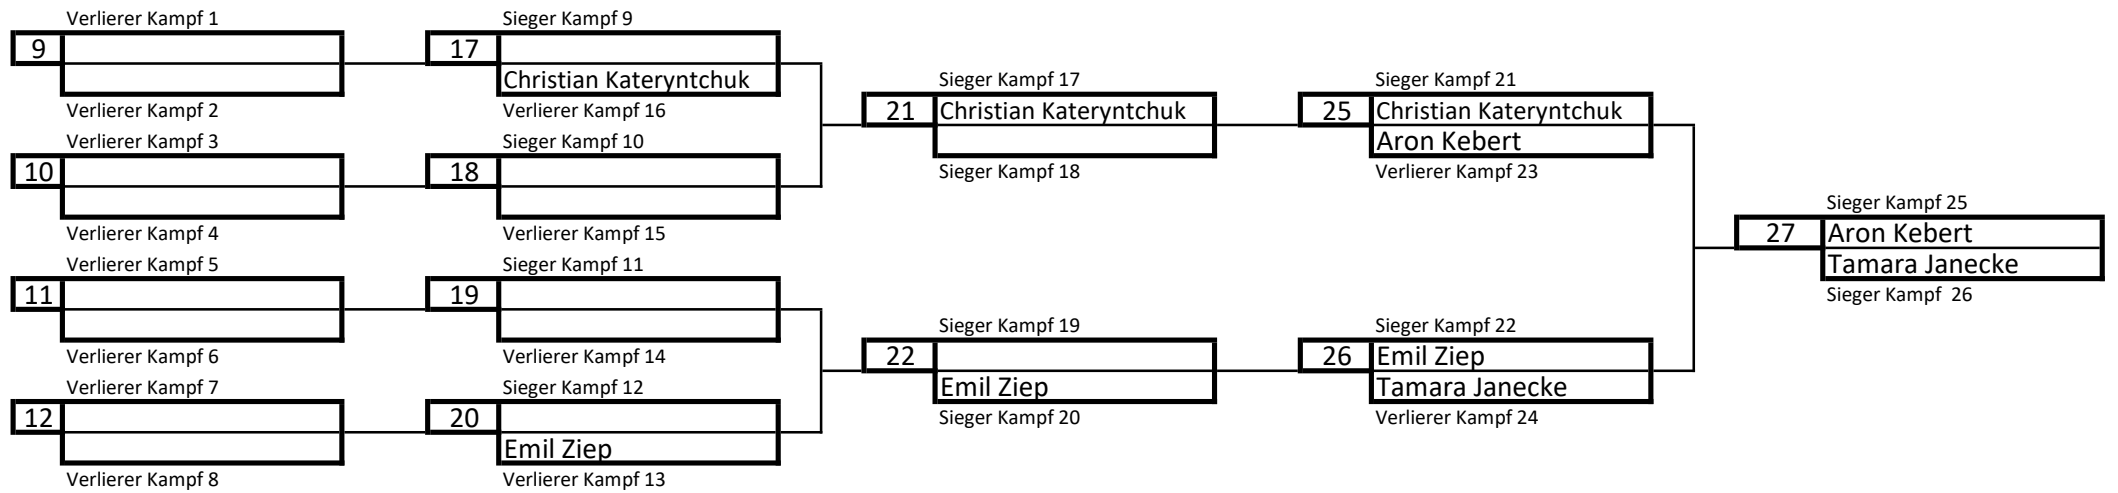 Verlierer Kampf 1
9
Verlierer Kampf 2
Verlierer Kampf 3
10
Verlierer Kampf 4
Verlierer Kampf 5
11
Verlierer Kampf 6
Verlierer Kampf 7
12
Verlierer Kampf 8
Sieger Kampf 9
17
Christian Kateryntchuk
Verlierer Kampf 16
Sieger Kampf 10
18
Verlierer Kampf 15
Sieger Kampf 11
19
Verlierer Kampf 14
Sieger Kampf 12
20
Emil Ziep
Verlierer Kampf 13
Sieger Kampf 17
21 Christian Kateryntchuk
Sieger Kampf 18
Sieger Kampf 19
22
Emil Ziep
Sieger Kampf 20
Sieger Kampf 21
25 Christian Kateryntchuk
Aron Kebert
Verlierer Kampf 23
Sieger Kampf 22
26 Emil Ziep
Tamara Janecke
Verlierer Kampf 24
Sieger Kampf 25
27 Aron Kebert
Tamara Janecke
Sieger Kampf 26